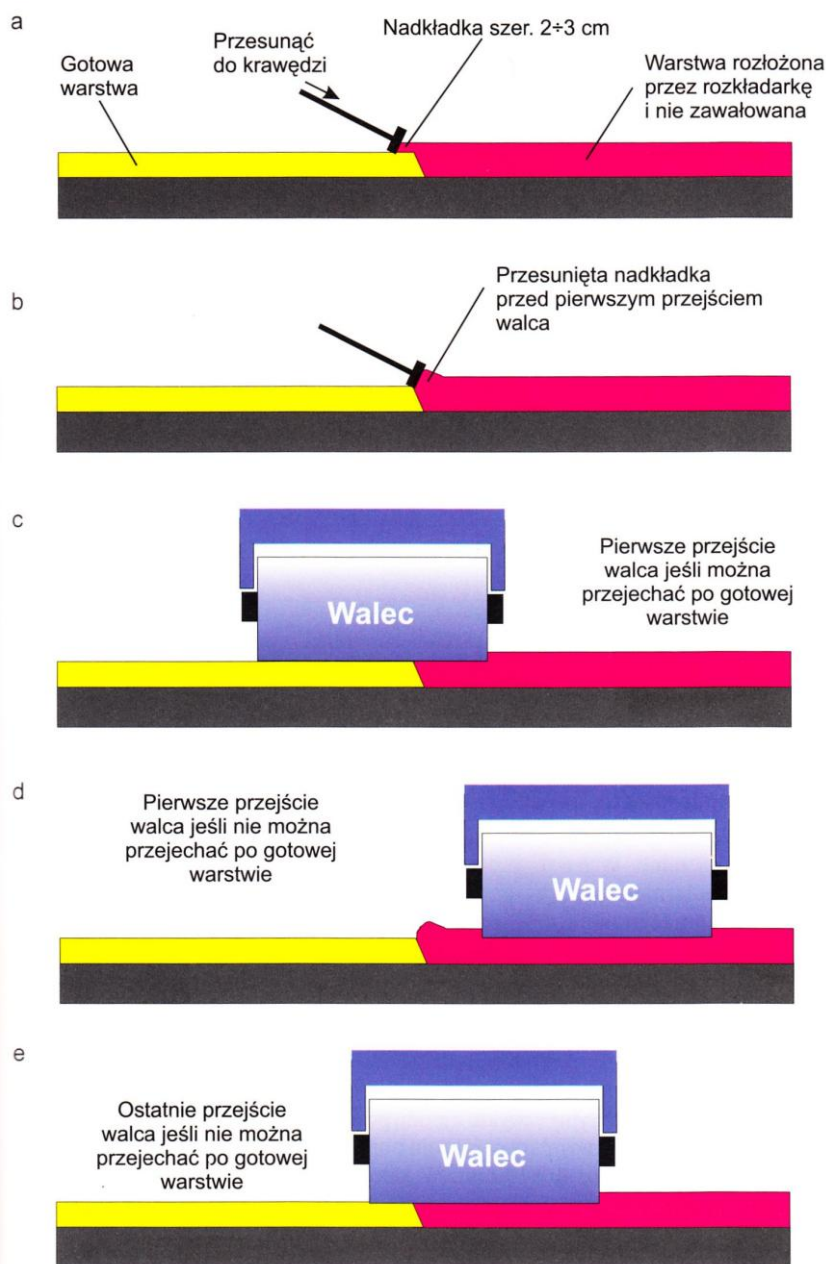 a
Gotowa
warstwa
Przesunąć
do krawędzi
Nadkładka szer. 2÷3 cm
Warstwa rozłożona
przez rozkładarkę
i nie zawałowana
b
Przesunięta nadkładka
przed pierwszym przejściem
walca
c
Walec
Pierwsze przejście
walca jeśli można
przejechać po gotowej
warstwie
d
Pierwsze przejście
walca jeśli nie można
przejechać po gotowej
warstwie
Walec
e
Ostatnie przejście
walca jeśli nie można
przejechać po gotowej
warstwie
Walec